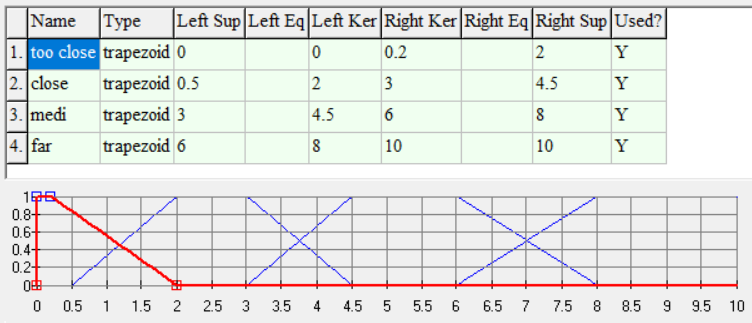 Name Type Left Sup Left Eq Left Ker Right Ker Right Eq Right Sup Used?
1. too close trapezoid 0 0 0.2 2 Y
2. close trapezoid 0.5 2 3 4.5 Y
3. medi trapezoid 3 4.5 6 8 Y
4. far trapezoid 6 8 10 10 Y
1
0.8
0.6
0.4
0.2
0
0 0.5 1 1.5 2 2.5 3 3.5 4 4.5 5 5.5 6 6.5 7 7.5 8 8.5 9 9.5 10